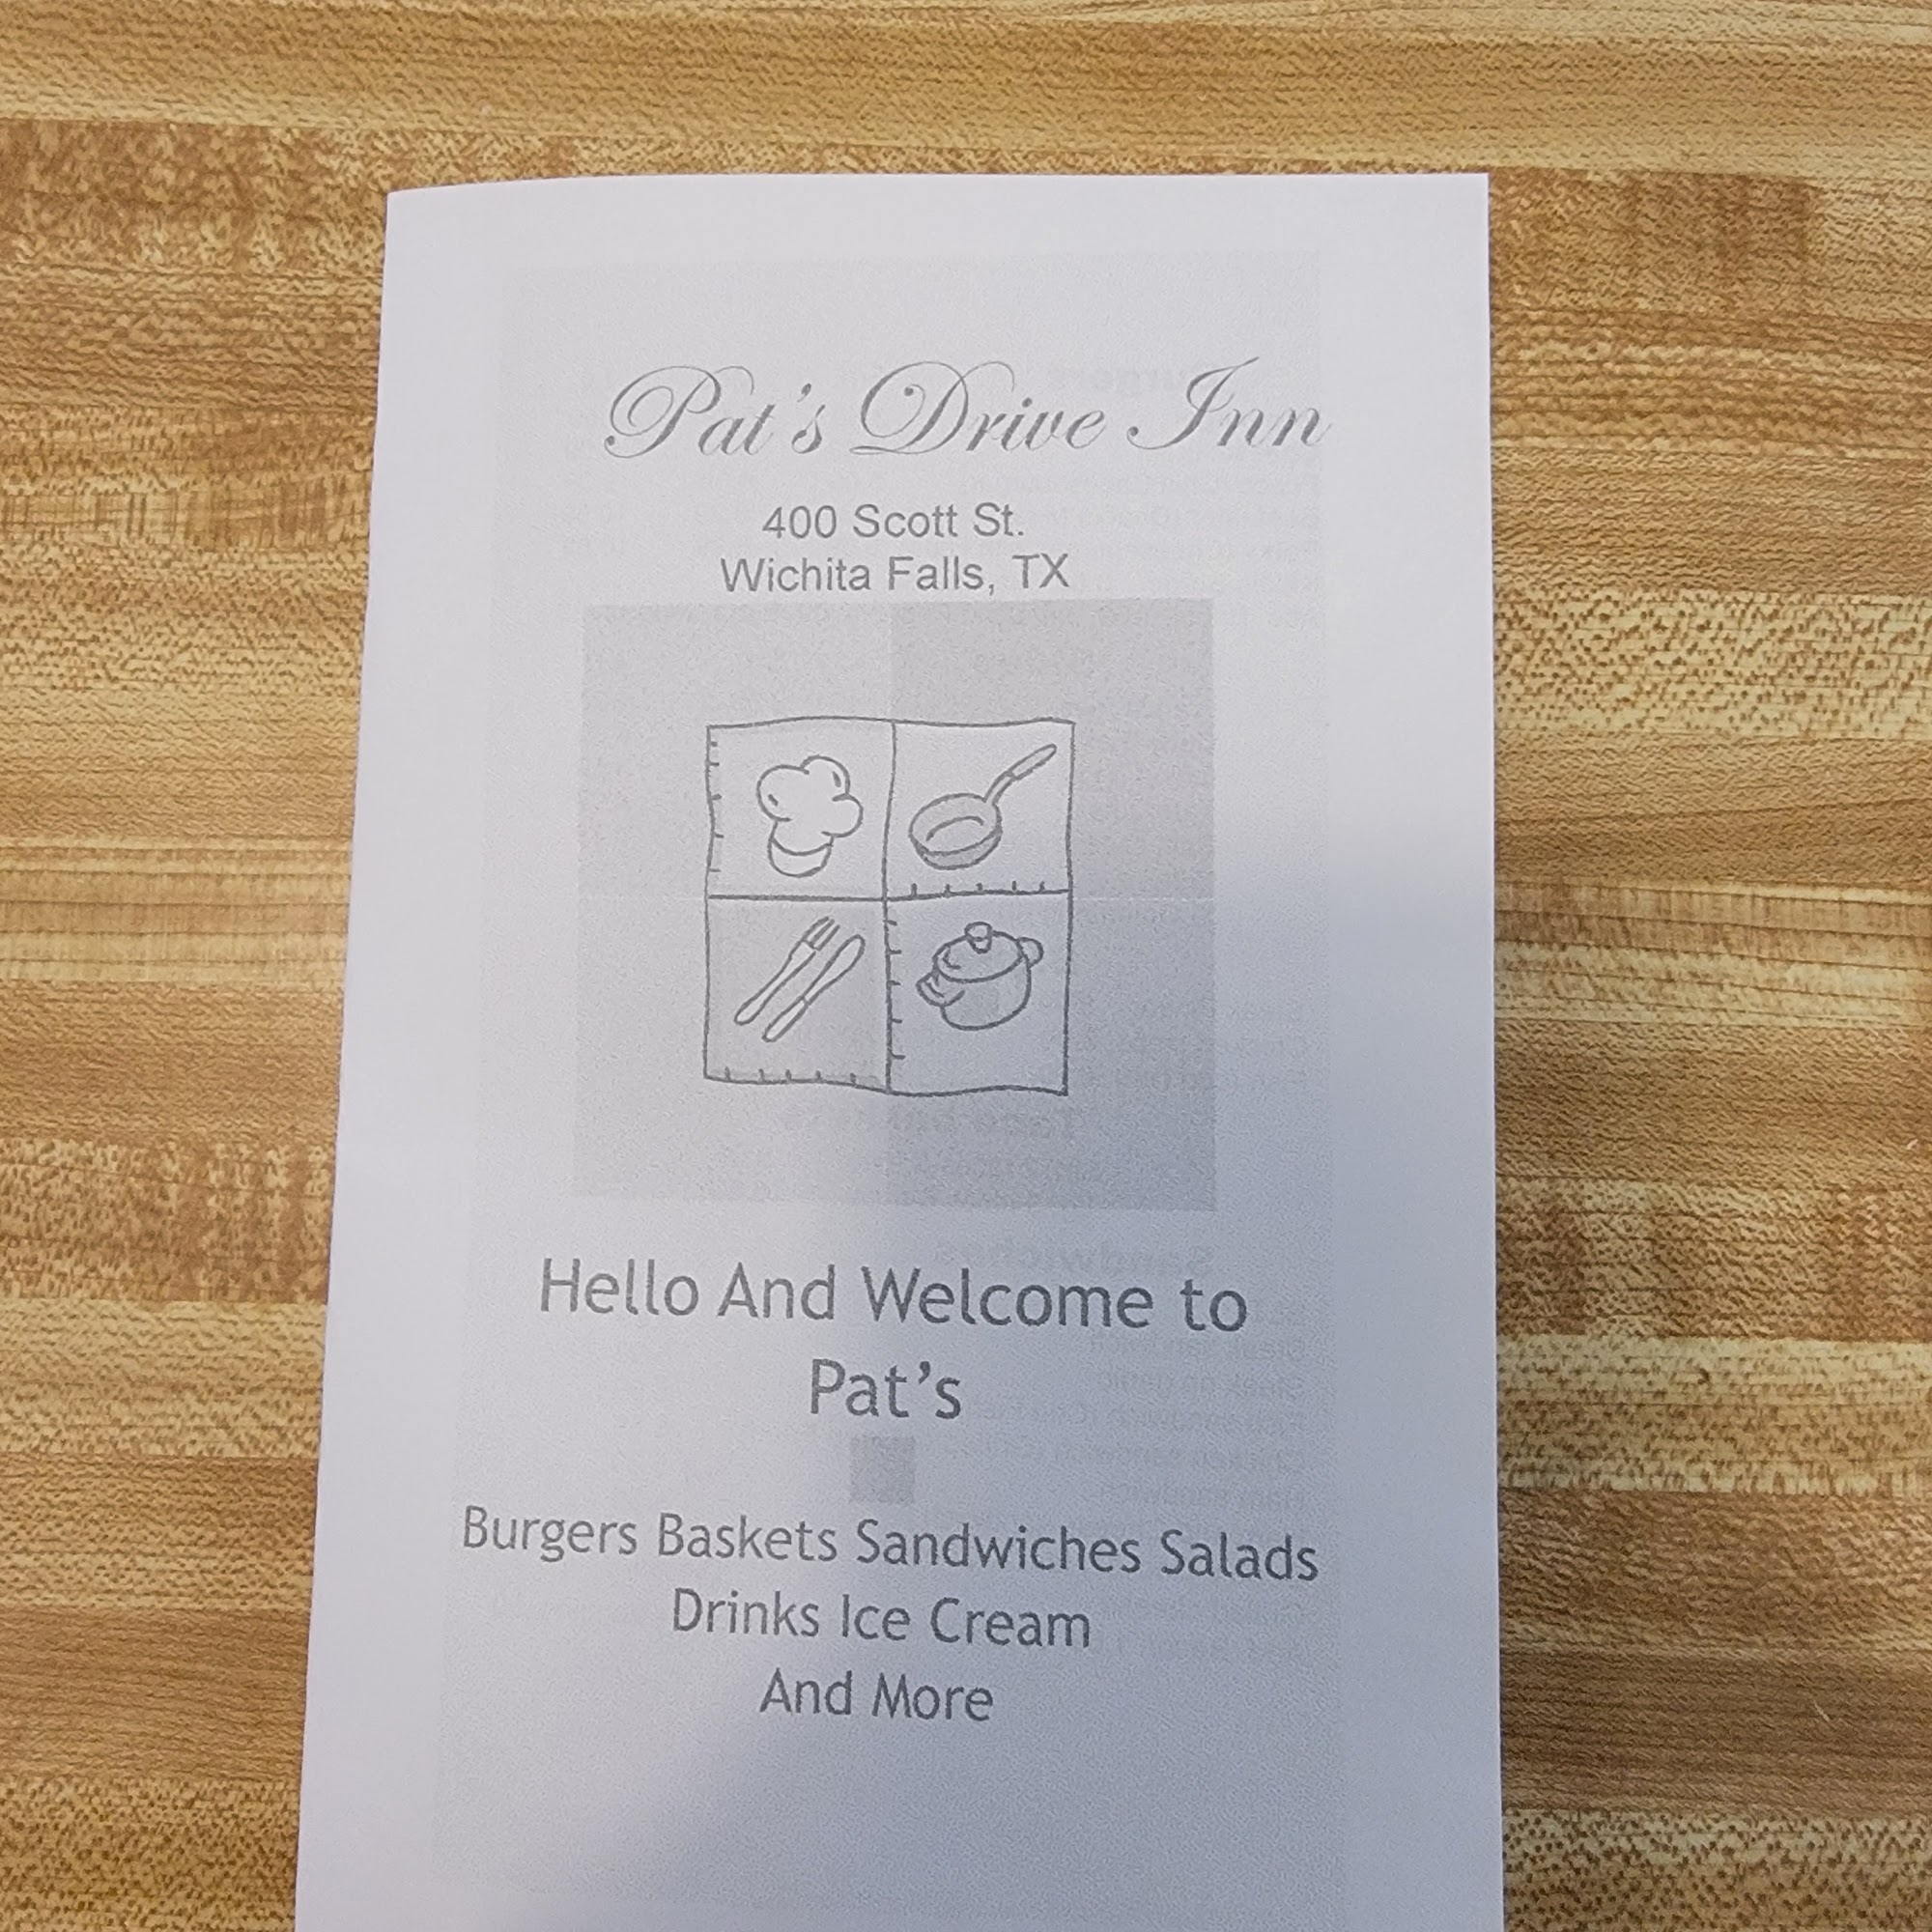 Pat's Drive Inn
400 Scott St.
Wichita Falls, TX
Hello And Welcome to
Pat's
Burgers Baskets Sandwiches Salads
Drinks Ice Cream
And More